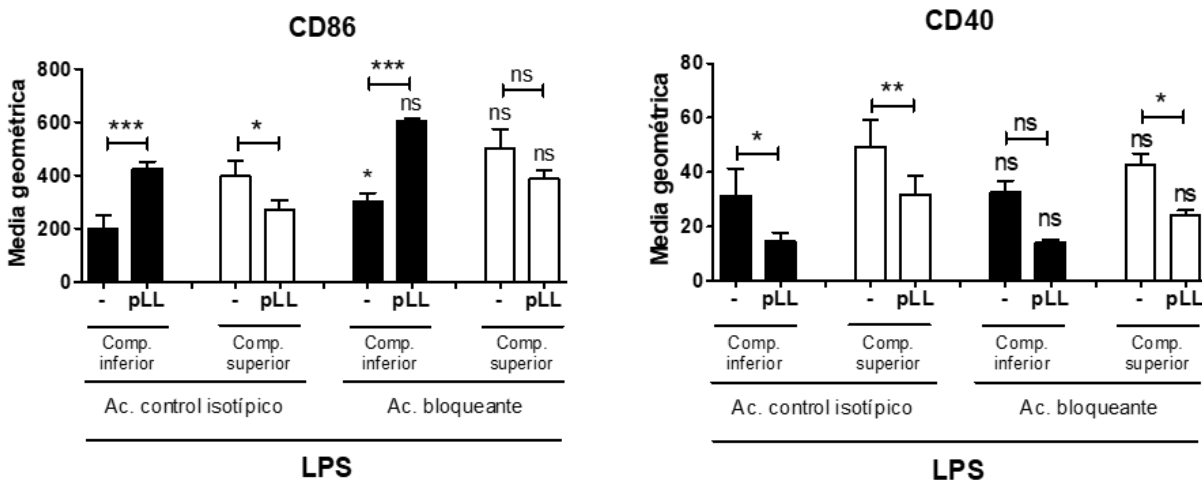 CD86
Media geométrica
800
600
400
200
0
*** * *** ns
ns ns
* ns
- pLL - pLL - pLL - pLL
Comp. inferior
Comp. superior
Comp. inferior
Comp. superior
Ac. control isotípico
Ac. bloqueante
LPS
CD40
Media geométrica
80
60
40
20
0
* ** ns *
ns ns
ns ns
- pLL - pLL - pLL - pLL
Comp. inferior
Comp. superior
Comp. inferior
Comp. superior
Ac. control isotípico
Ac. bloqueante
LPS